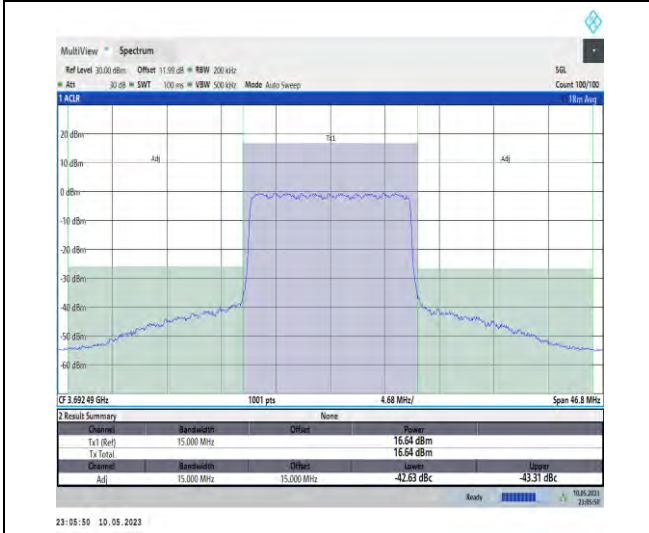 MultiView Spectrum
Ref Level 30.00 dBm Offset 11.99 dB RBW 200 kHz SGL
Att 30 dB SWT 100 ms VBW 500 kHz Mode Auto Sweep Count 100/100
1 ACLR 1Rm Avg
20 dBm
Tx1
Adj Adj
10 dBm
0 dBm
-10 dBm
-20 dBm
-30 dBm
-40 dBm
-50 dBm
-60 dBm
CF 3.692 49 GHz 1001 pts 4.68 MHz/ Span 46.8 MHz
2 Result Summary None
Channel Bandwidth Offset Power
Tx1 (Ref) 15.000 MHz 16.64 dBm
Tx Total 16.64 dBm
Channel Bandwidth Offset Lower Upper
Adj 15.000 MHz 15.000 MHz -42.63 dBc -43.31 dBc
Ready 10.05.2023
23:05:50
23:05:50 10.05.2023